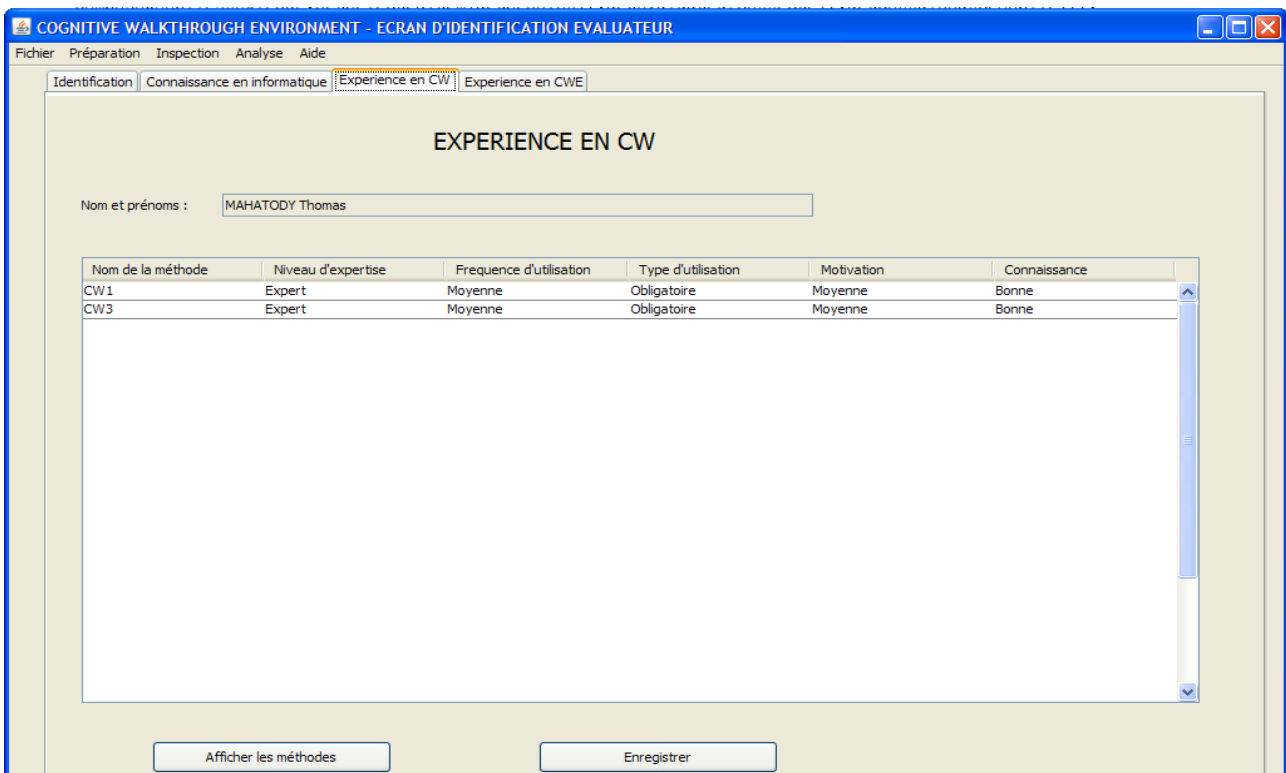 COGNITIVE WALKTHROUGH ENVIRONMENT - ECRAN D'IDENTIFICATION EVALUATEUR
Fichier Préparation Inspection Analyse Aide
Identification Connaissance en informatique Experience en CW Experience en CWE
EXPERIENCE EN CW
Nom et prénoms : MAHATODY Thomas
Nom de la méthode Niveau d'expertise Frequence d'utilisation Type d'utilisation Motivation Connaissance
CW1 Expert Moyenne Obligatoire Moyenne Bonne
CW3 Expert Moyenne Obligatoire Moyenne Bonne
Afficher les méthodes Enregistrer